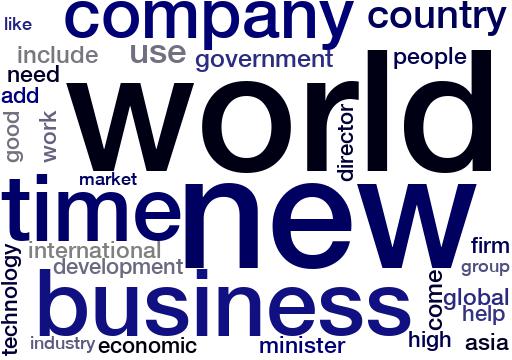 like
company
country
include
use
government
people
need
add
world
good
work
director
market
time
new
international
development
firm
group
technology
business
come
global
help
industry
economic
minister
high
asia